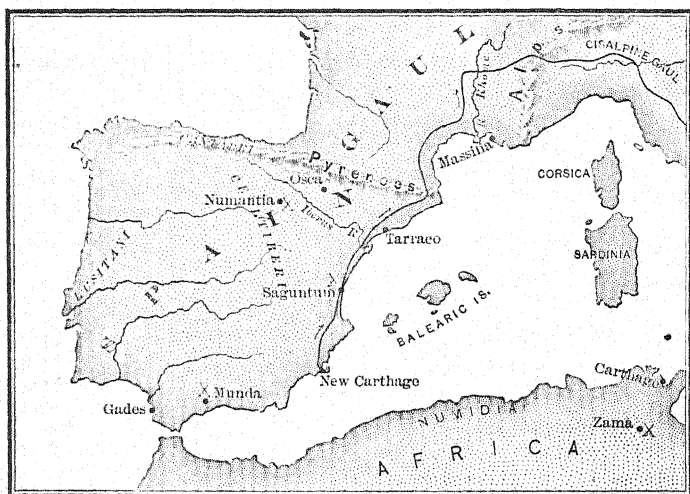 GAUL
CISALPINE GAUL
Alps
R. Rhone
Massilia
Pyrenees
Osca
CORSICA
Numantia
CELTIBERI
Iberus R.
LUSITANI
SPAIN
Tarraco
SARDINIA
Saguntum
BALEARIC IS.
New Carthage
Carthage
Munda
Gades
NUMIDIA
Zama
AFRICA